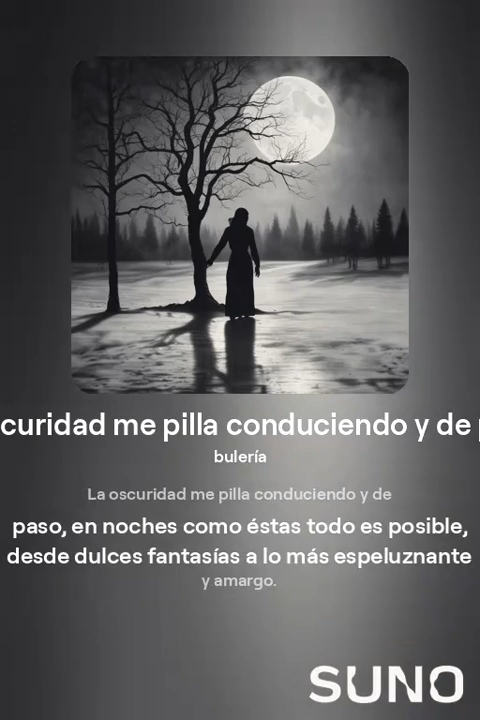 curidad me pilla conduciendo y de
bulería
La oscuridad me pilla conduciendo y de
paso, en noches como éstas todo es posible,
desde dulces fantasías a lo más espeluznante
y amargo.
SUNO